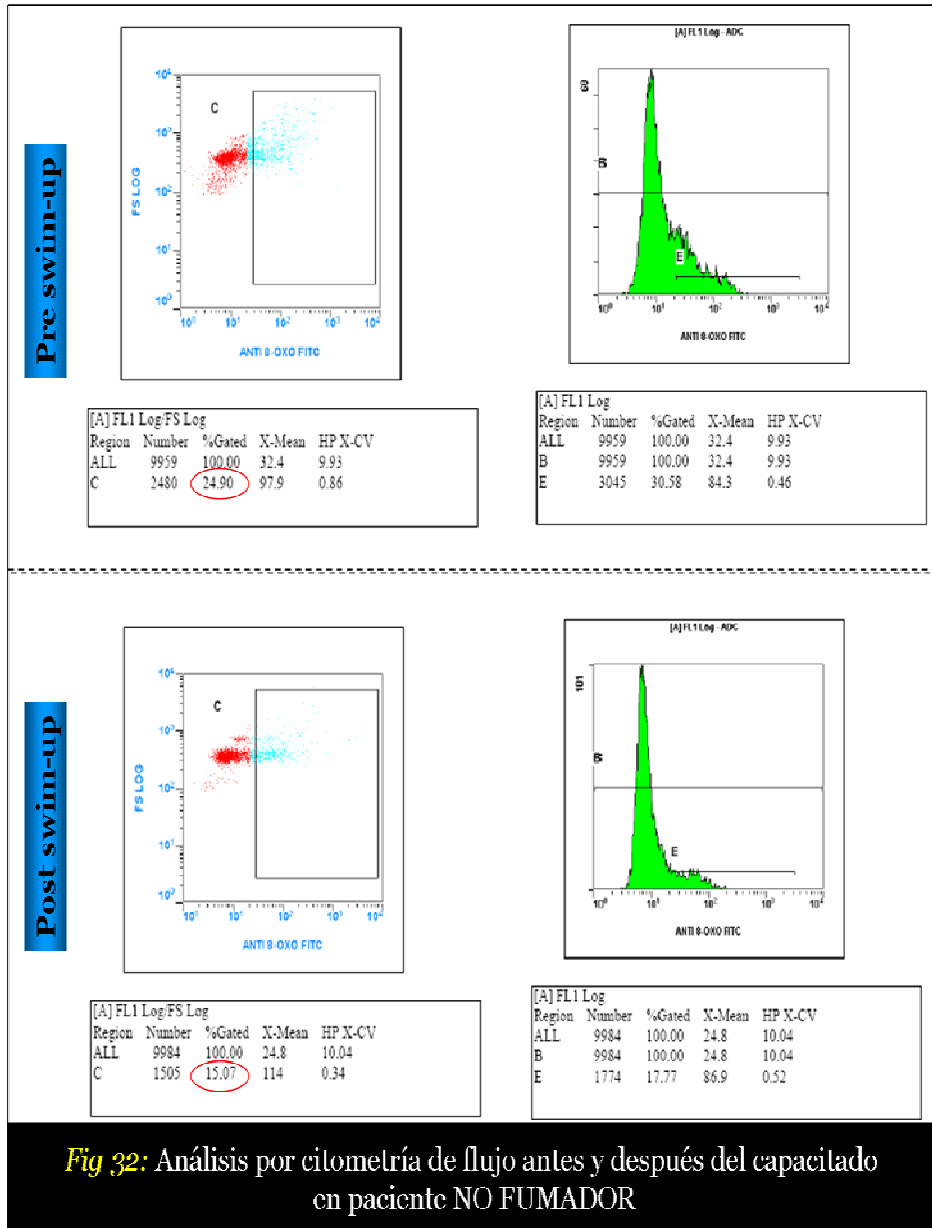 Pre swim-up
C
FS LOG
10⁴
10³
10²
10¹
10⁰
10⁰ 10¹ 10² 10³ 10⁴
ANTI 8-OXO FITC
[A] FL1 Log - ADC
60
B
E
10⁰ 10¹ 10² 10³ 10⁴
ANTI 8-OXO FITC
[A] FL1 Log/FS Log
Region Number %Gated X-Mean HP X-CV
ALL 9959 100.00 32.4 9.93
C 2480 24.90 97.9 0.86
[A] FL1 Log
Region Number %Gated X-Mean HP X-CV
ALL 9959 100.00 32.4 9.93
B 9959 100.00 32.4 9.93
E 3045 30.58 84.3 0.46
Post swim-up
C
FS LOG
10⁴
10³
10²
10¹
10⁰
10⁰ 10¹ 10² 10³ 10⁴
ANTI 8-OXO FITC
[A] FL1 Log - ADC
101
B
E
10⁰ 10¹ 10² 10³ 10⁴
ANTI 8-OXO FITC
[A] FL1 Log/FS Log
Region Number %Gated X-Mean HP X-CV
ALL 9984 100.00 24.8 10.04
C 1505 15.07 114 0.34
[A] FL1 Log
Region Number %Gated X-Mean HP X-CV
ALL 9984 100.00 24.8 10.04
B 9984 100.00 24.8 10.04
E 1774 17.77 86.9 0.52
Fig 32: Análisis por citometría de flujo antes y después del capacitado
en paciente NO FUMADOR